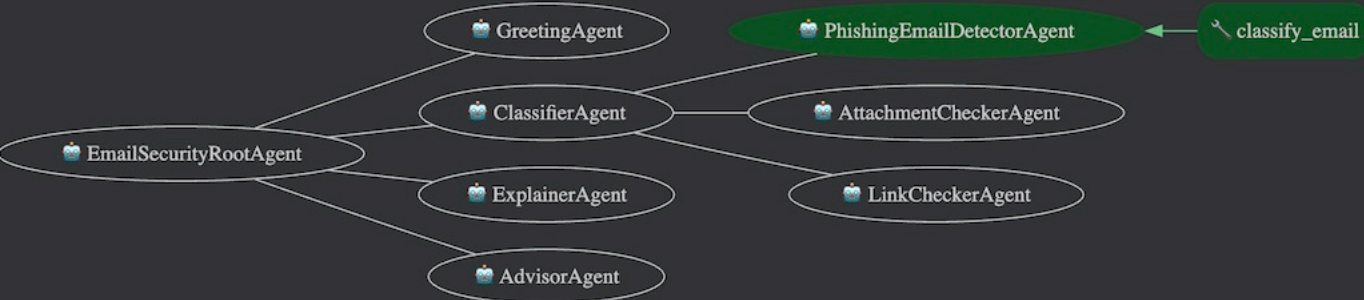 GreetingAgent
PhishingEmailDetectorAgent
classify_email
ClassifierAgent
AttachmentCheckerAgent
EmailSecurityRootAgent
ExplainerAgent
LinkCheckerAgent
AdvisorAgent